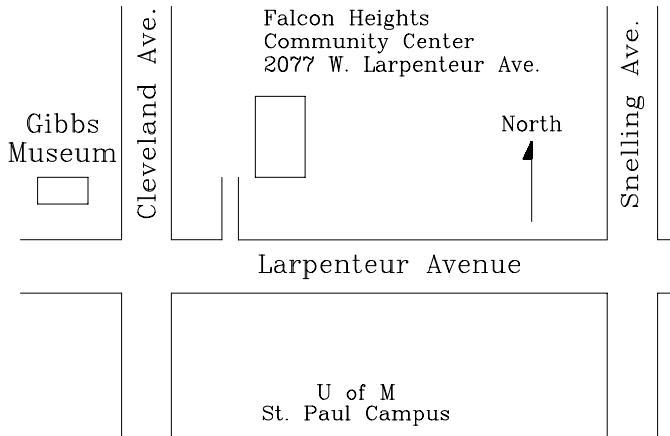 Falcon Heights
Community Center
2077 W. Larpenteur Ave.
Cleveland Ave.
Snelling Ave.
Gibbs
Museum
North
Larpenteur Avenue
U of M
St. Paul Campus